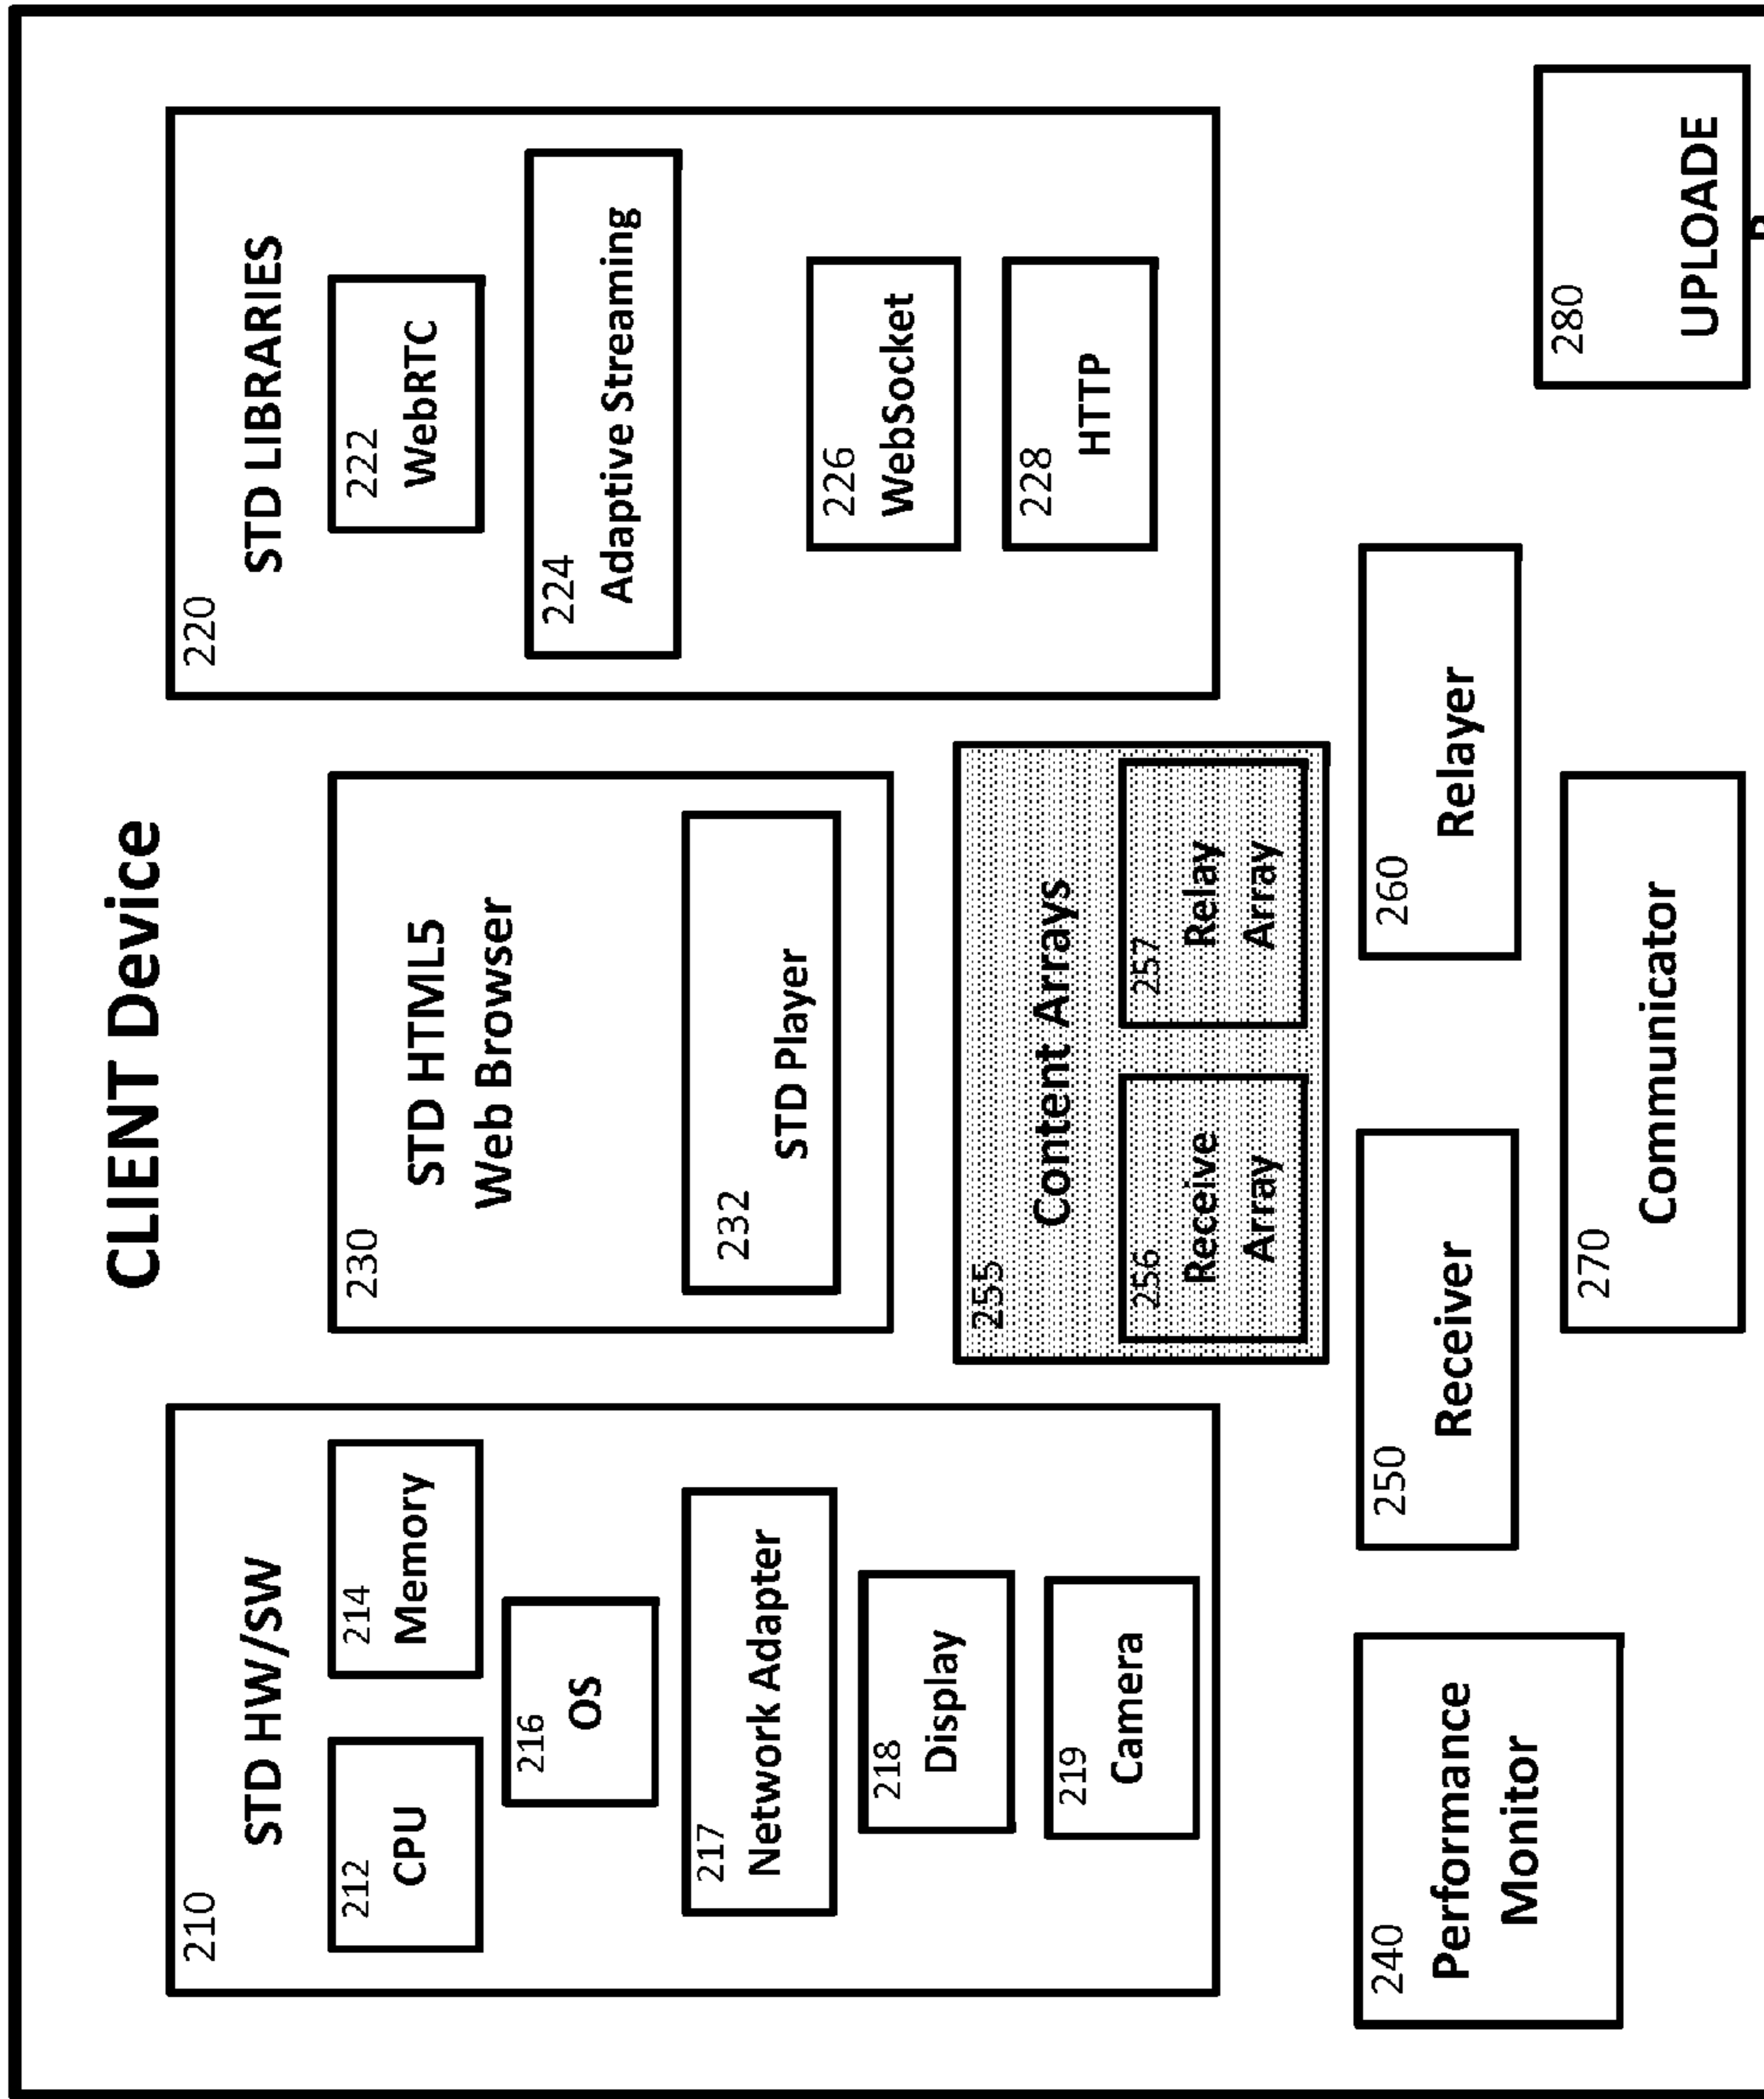 CLIENT Device
210
STD HW/SW
212
CPU
214
Memory
216
OS
217
Network Adapter
218
Display
219
Camera
230
STD HTML5
Web Browser
232
STD Player
220
STD LIBRARIES
222
WebRTC
224
Adaptive Streaming
226
WebSocket
228
HTTP
255
Content Arrays
256
Receive
Array
257
Relay
Array
240
Performance
Monitor
250
Receiver
260
Relayer
270
Communicator
280
UPLOADE